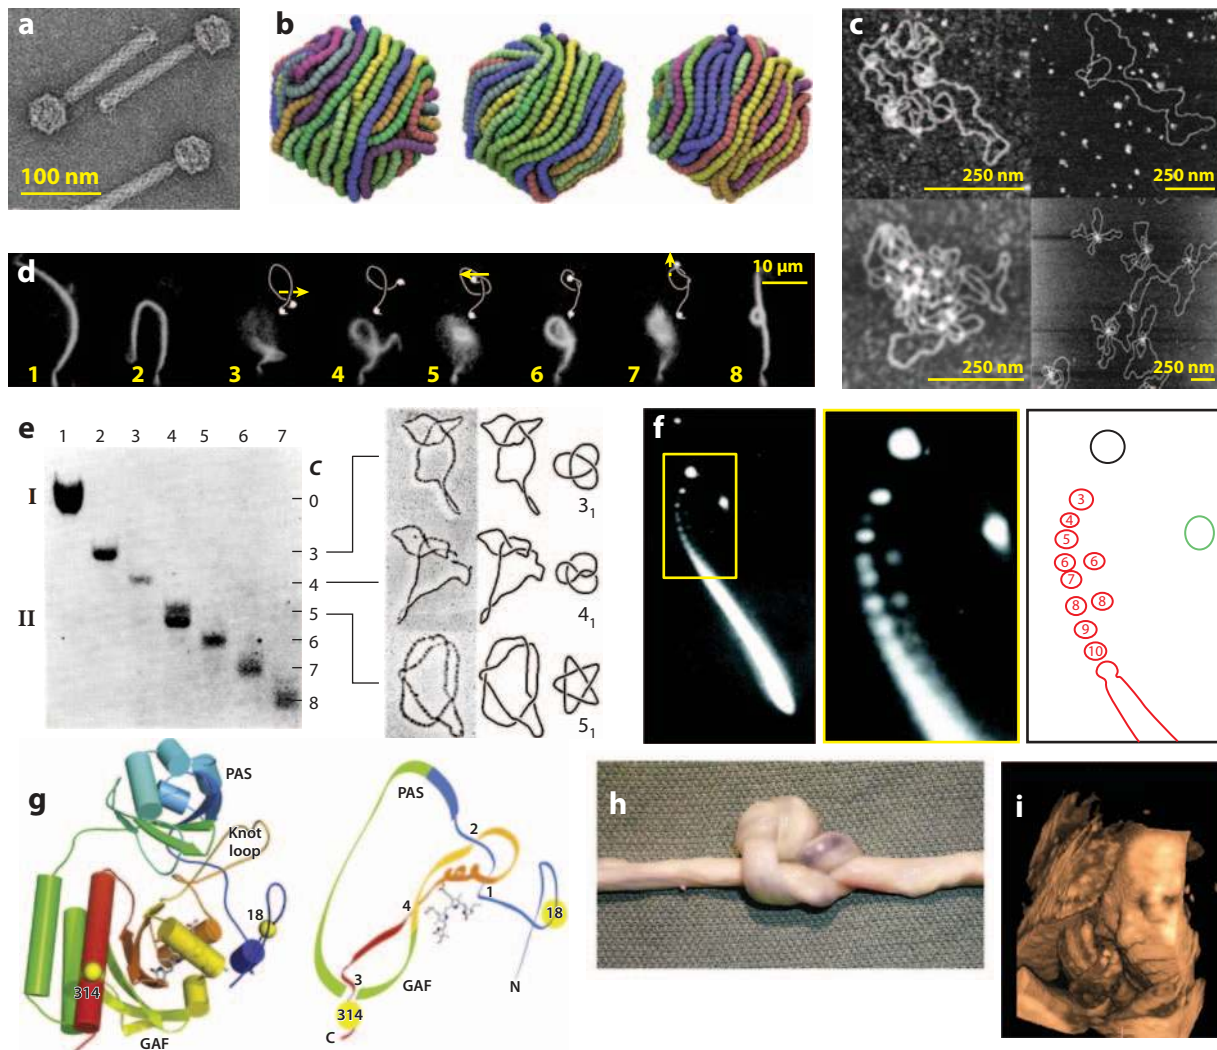 a
100 nm
b
c
250 nm
250 nm
250 nm
250 nm
d
10 µm
1 2 3 4 5 6 7 8
e
1 2 3 4 5 6 7
C
I
II
0
3
4
5
6
7
8
3₁
4₁
5₁
f
3
4
5
6 6
7
8 8
9
10
g
PAS
Knot
loop
18
314
GAF
PAS
2
1
18
4
3
GAF
N
314
C
h
i